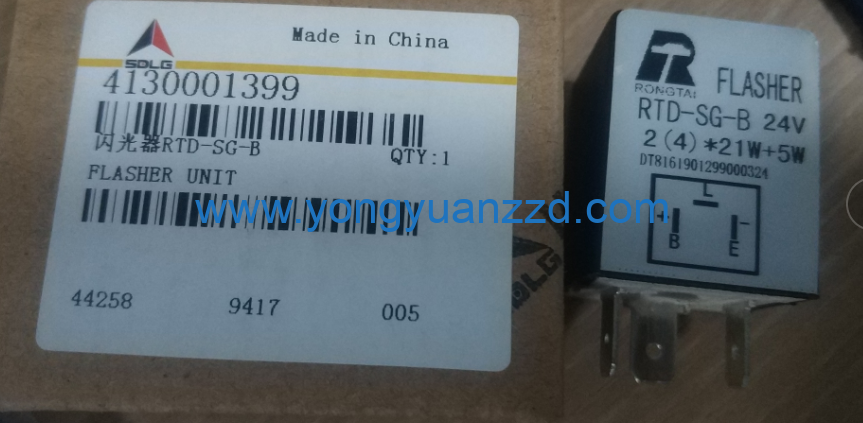 Made in China
SDLG
4130001399
闪光器RTD-SG-B
QTY:1
FLASHER UNIT
44258 9417 005
SDLG
www.yongyuanzzd.com
R
RONGTAI
FLASHER
RTD-SG-B 24V
2(4)*21W+5W
DT8161901299000324
L
+ -
B E